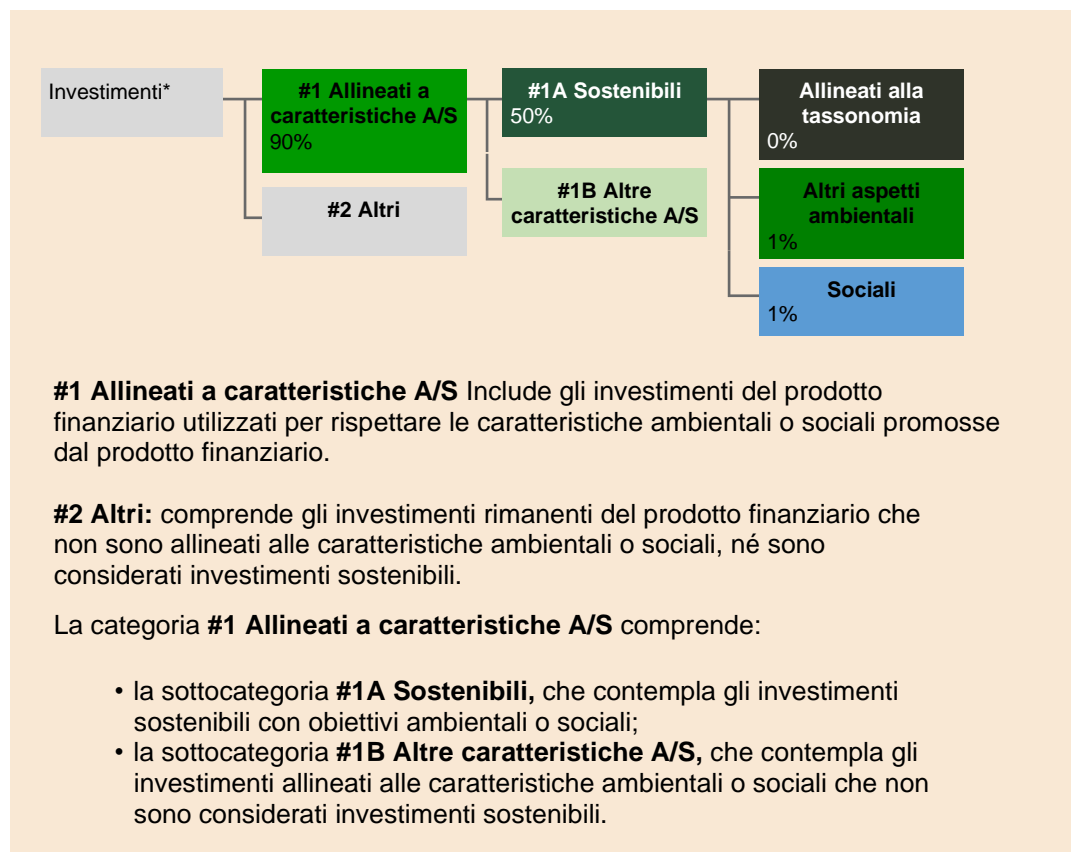 Investimenti*
#1 Allineati a
caratteristiche A/S
90%
#2 Altri
#1A Sostenibili
50%
#1B Altre
caratteristiche A/S
Allineati alla
tassonomia
0%
Altri aspetti
ambientali
1%
Sociali
1%
#1 Allineati a caratteristiche A/S Include gli investimenti del prodotto
finanziario utilizzati per rispettare le caratteristiche ambientali o sociali promosse
dal prodotto finanziario.
#2 Altri: comprende gli investimenti rimanenti del prodotto finanziario che
non sono allineati alle caratteristiche ambientali o sociali, né sono
considerati investimenti sostenibili.
La categoria #1 Allineati a caratteristiche A/S comprende:
• la sottocategoria #1A Sostenibili, che contempla gli investimenti
sostenibili con obiettivi ambientali o sociali;
• la sottocategoria #1B Altre caratteristiche A/S, che contempla gli
investimenti allineati alle caratteristiche ambientali o sociali che non
sono considerati investimenti sostenibili.